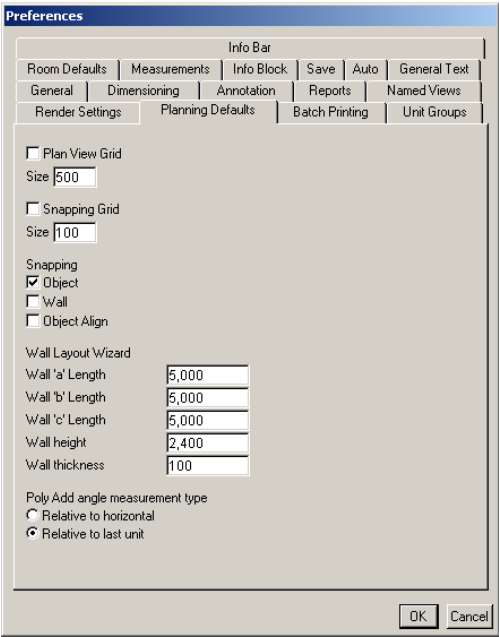 Preferences
Info Bar
Room Defaults Measurements Info Block Save Auto General Text
General Dimensioning Annotation Reports Named Views
Render Settings Planning Defaults Batch Printing Unit Groups
Plan View Grid
Size 500
Snapping Grid
Size 100
Snapping
Object
Wall
Object Align
Wall Layout Wizard
Wall 'a' Length 5,000
Wall 'b' Length 5,000
Wall 'c' Length 5,000
Wall height 2,400
Wall thickness 100
Poly Add angle measurement type
Relative to horizontal
Relative to last unit
OK Cancel